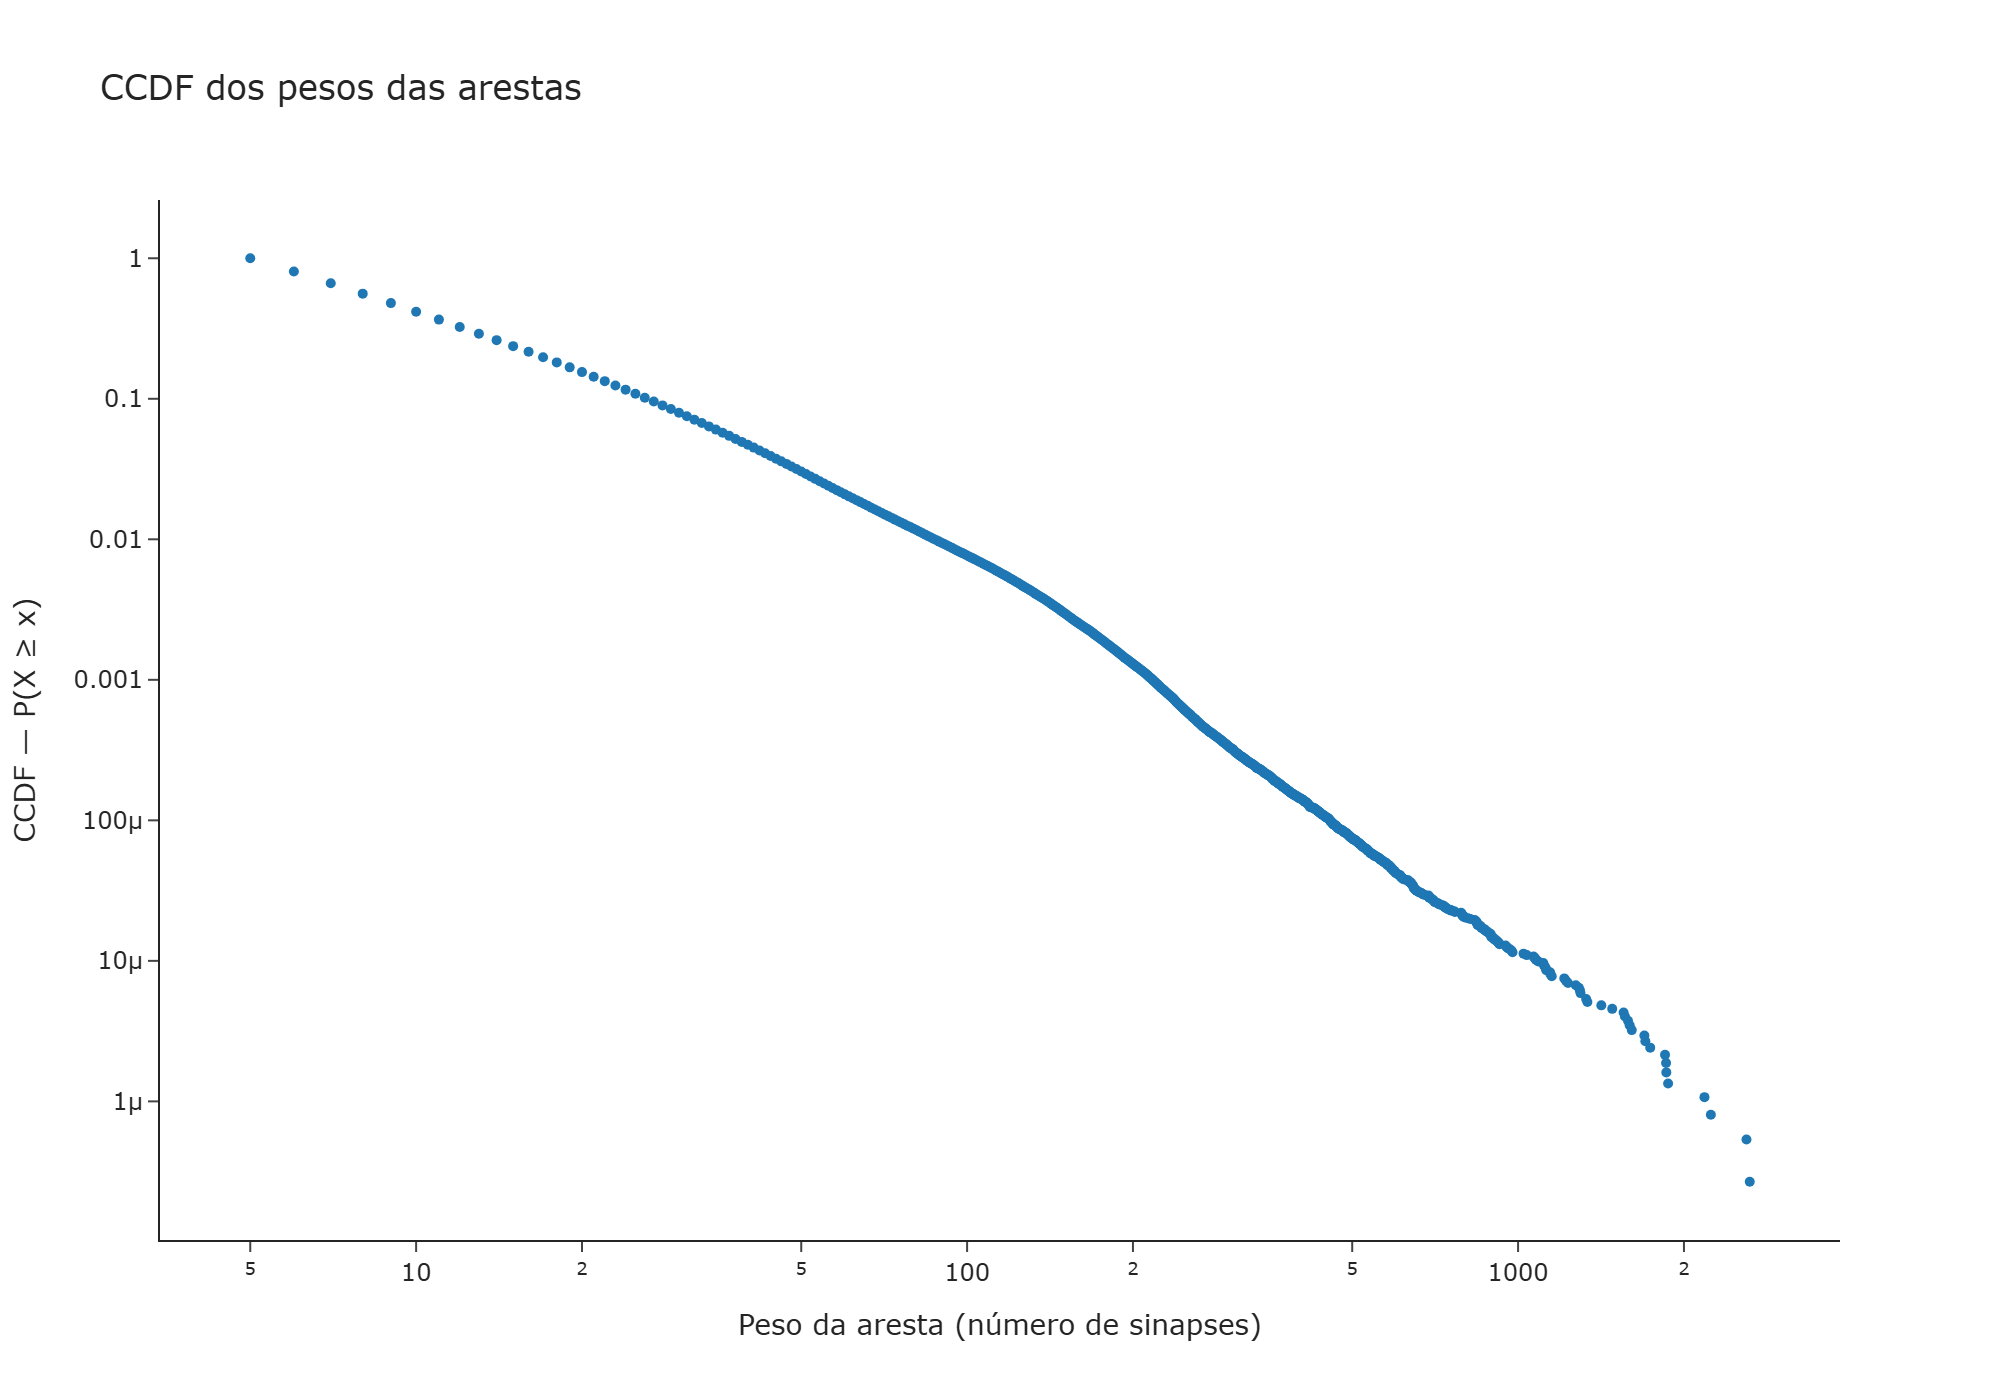 CCDF dos pesos das arestas
CCDF — P(X ≥ x)
1
0.1
0.01
0.001
100μ
10μ
1μ
5 10 2 5 100 2 5 1000 2
Peso da aresta (número de sinapses)